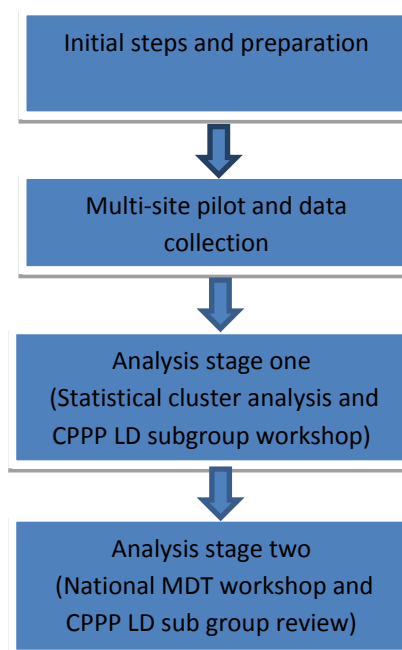 Initial steps and preparation
Multi-site pilot and data
collection
Analysis stage one
(Statistical cluster analysis and
CPPP LD subgroup workshop)
Analysis stage two
(National MDT workshop and
CPPP LD sub group review)